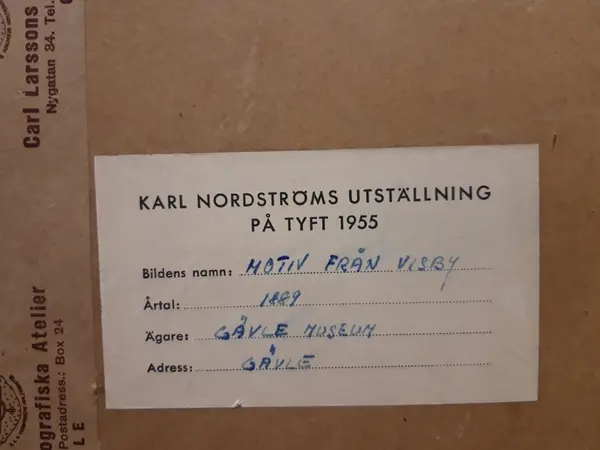 KARL NORDSTRÖMS UTSTÄLLNING
PÅ TYFT 1955
Bildens namn: MOTIV FRÅN VISBY
Årtal: 1889
Ägare: GÄVLE MUSEUM
Adress: GÄVLE
Carl Larssons
Nygatan 34. Tel.
ografiska Atelier
Postadress.: Box 24
LE